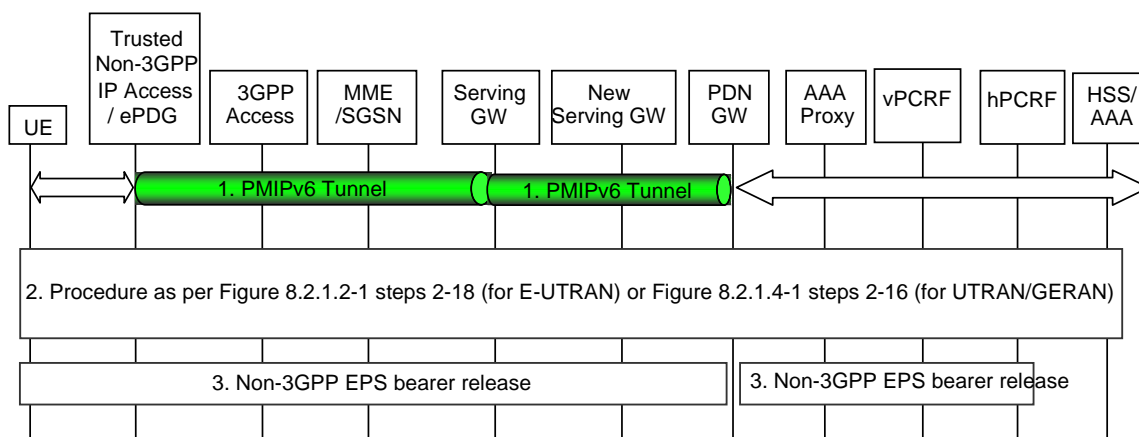 UE
Trusted
Non-3GPP
IP Access
/ ePDG
3GPP
Access
MME
/SGSN
Serving
GW
New
Serving GW
PDN
GW
AAA
Proxy
vPCRF
hPCRF
HSS/
AAA
1. PMIPv6 Tunnel
1. PMIPv6 Tunnel
2. Procedure as per Figure 8.2.1.2-1 steps 2-18 (for E-UTRAN) or Figure 8.2.1.4-1 steps 2-16 (for UTRAN/GERAN)
3. Non-3GPP EPS bearer release
3. Non-3GPP EPS bearer release